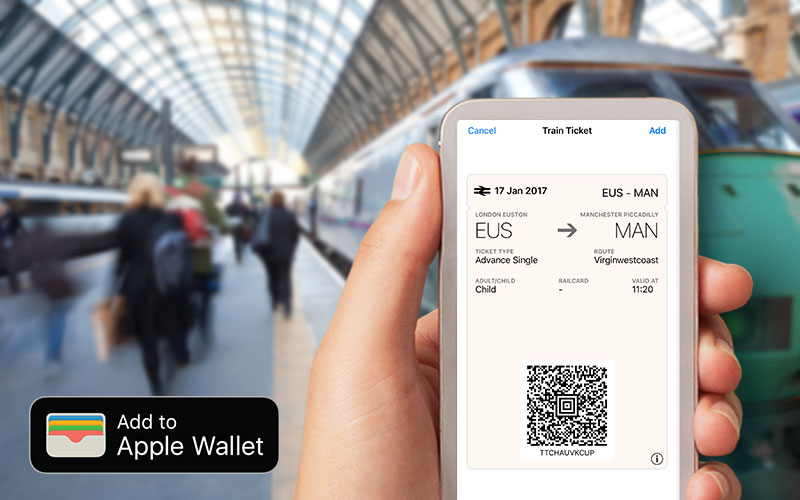 Cancel Train Ticket Add
17 Jan 2017 EUS - MAN
LONDON EUSTON MANCHESTER PICCADILLY
EUS → MAN
TICKET TYPE ROUTE
Advance Single Virginwestcoast
ADULT/CHILD RAILCARD VALID AT
Child - 11:20
TTCHAUVKCUP
Add to
Apple Wallet